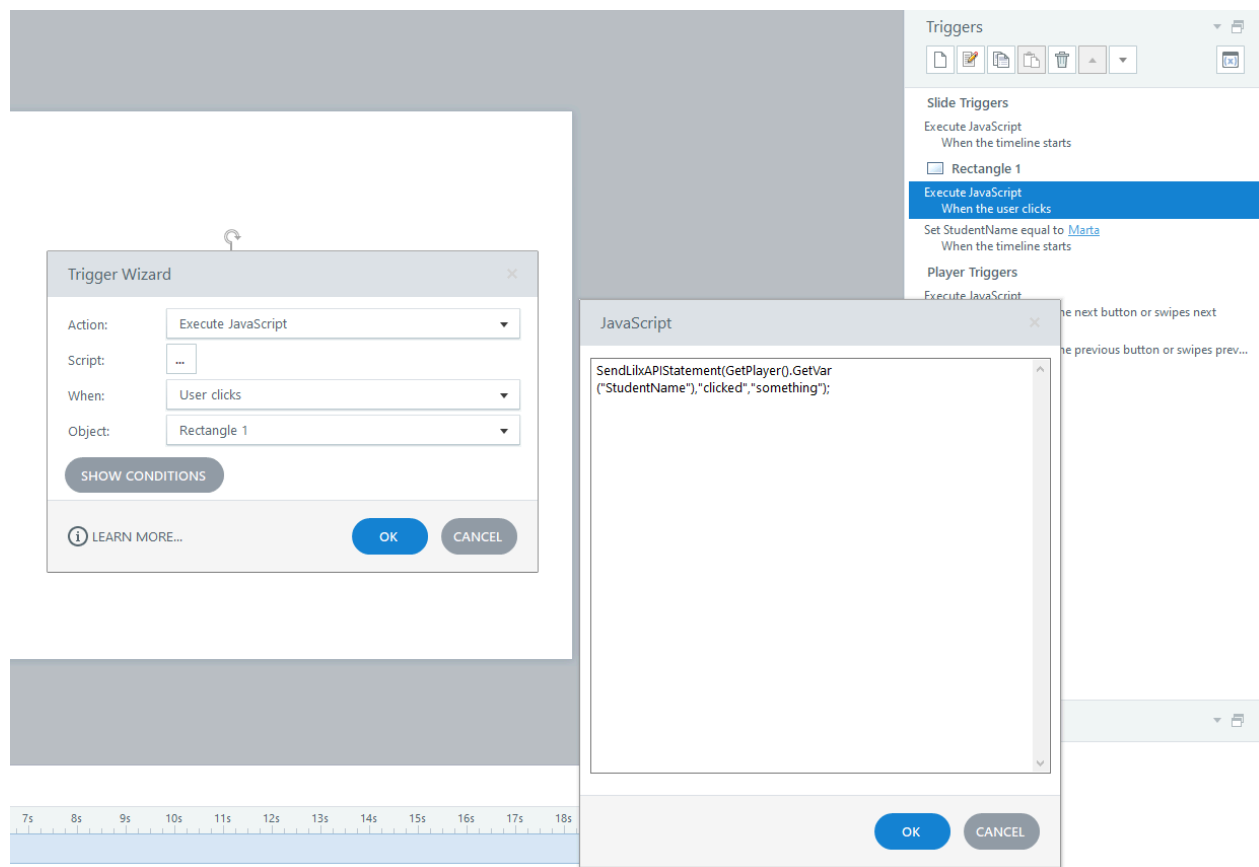 Triggers
Slide Triggers
Execute JavaScript
When the timeline starts
Rectangle 1
Execute JavaScript
When the user clicks
Set StudentName equal to Marta
When the timeline starts
Player Triggers
Execute JavaScript
he next button or swipes next
he previous button or swipes prev...
Trigger Wizard
Action:
Execute JavaScript
Script:
...
When:
User clicks
Object:
Rectangle 1
SHOW CONDITIONS
LEARN MORE...
OK
CANCEL
JavaScript
SendLilxAPIStatement(GetPlayer().GetVar
("StudentName"),"clicked","something");
OK
CANCEL
7s 8s 9s 10s 11s 12s 13s 14s 15s 16s 17s 18s